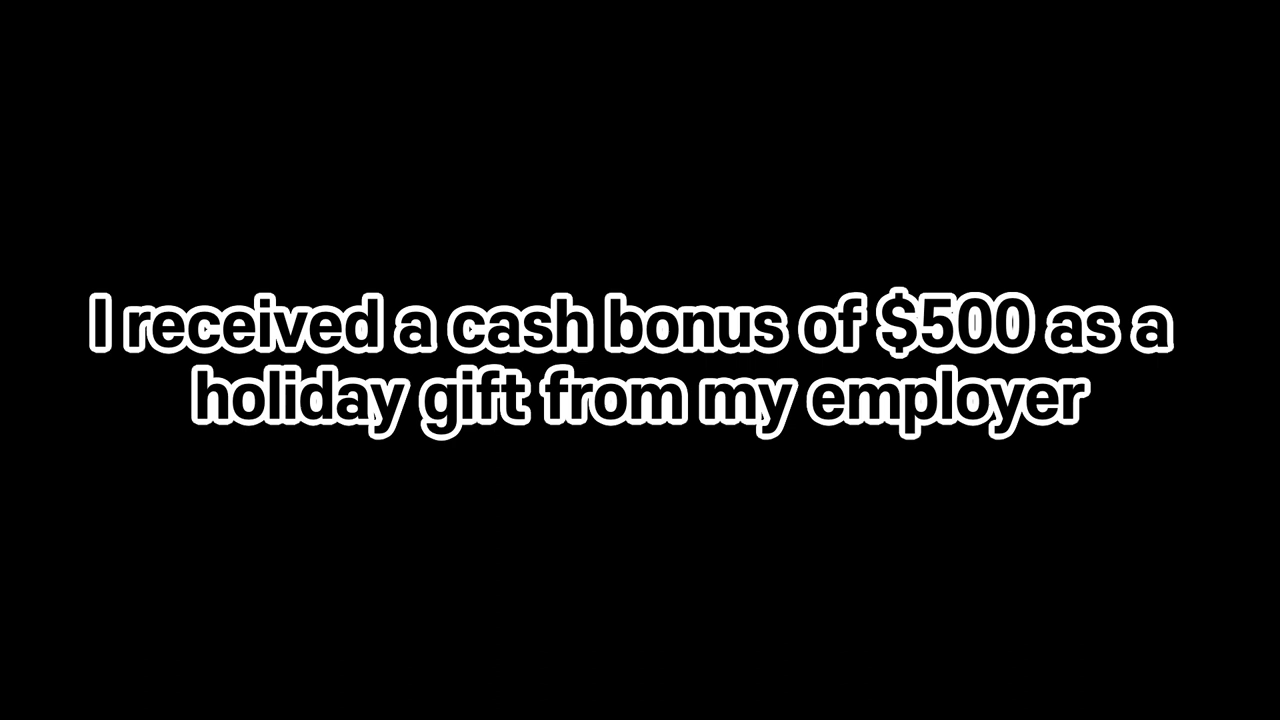 I received a cash bonus of $500 as a
holiday gift from my employer